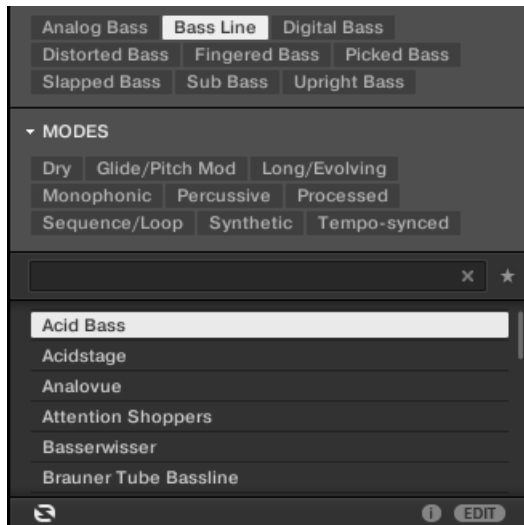 Analog Bass Bass Line Digital Bass
Distorted Bass Fingered Bass Picked Bass
Slapped Bass Sub Bass Upright Bass
MODES
Dry Glide/Pitch Mod Long/Evolving
Monophonic Percussive Processed
Sequence/Loop Synthetic Tempo-synced
Acid Bass
Acidstage
Analovue
Attention Shoppers
Basserwisser
Brauner Tube Bassline
i EDIT